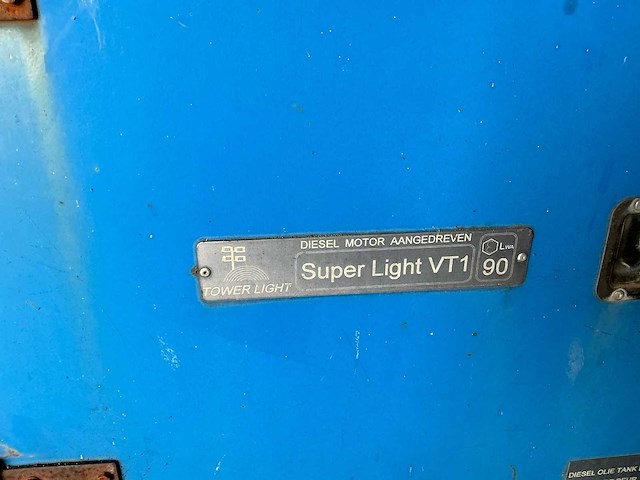 DIESEL MOTOR AANGEDREVEN
TOWER LIGHT
Super Light VT1
LWA
90
DIESEL OLIE TANK